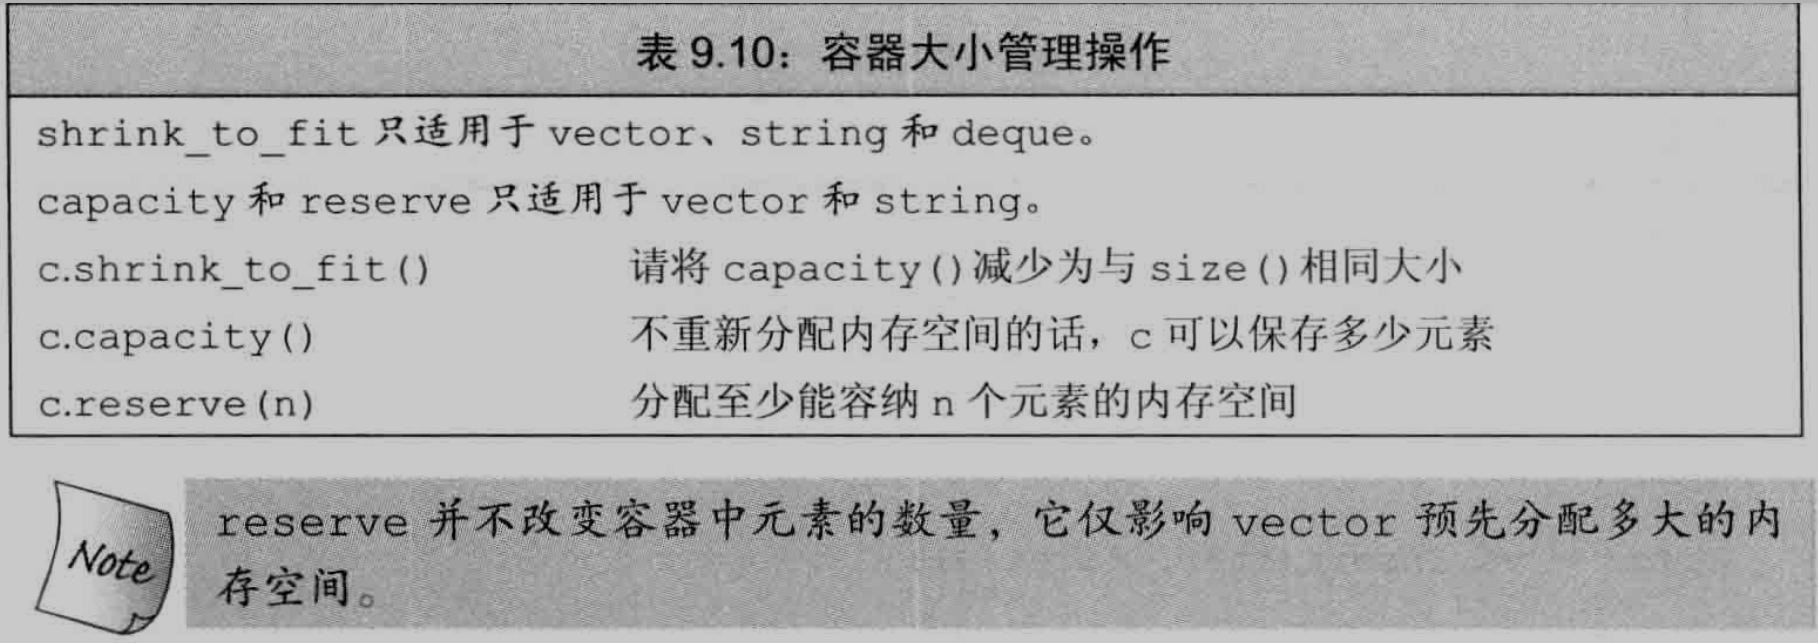 表 9.10：容器大小管理操作
shrink_to_fit 只适用于 vector、string 和 deque。
capacity 和 reserve 只适用于 vector 和 string。
c.shrink_to_fit() 请将 capacity()减少为与 size()相同大小
c.capacity() 不重新分配内存空间的话，c 可以保存多少元素
c.reserve(n) 分配至少能容纳 n 个元素的内存空间
Note
reserve 并不改变容器中元素的数量，它仅影响 vector 预先分配多大的内
存空间。